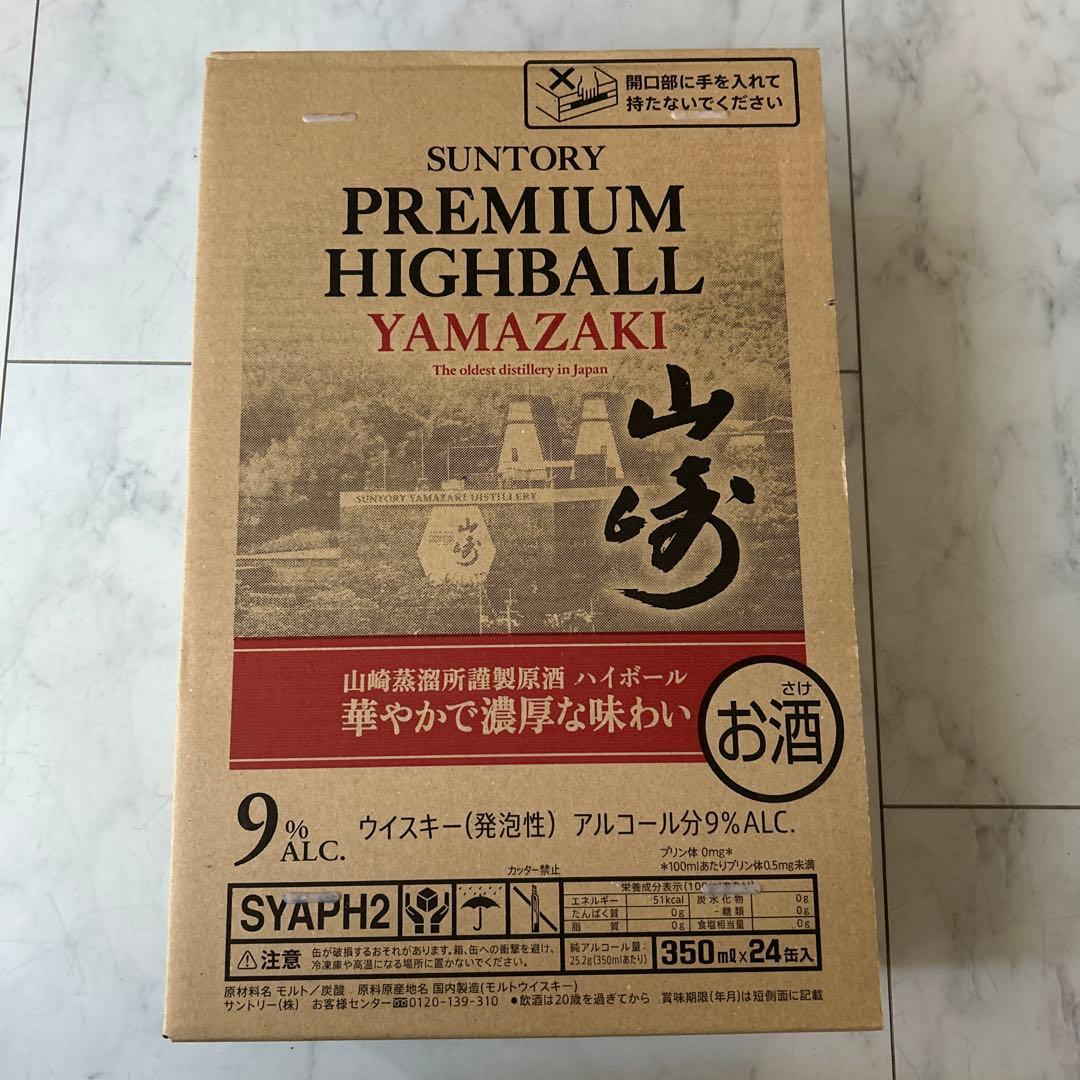 開口部に手を入れて
持たないでください
SUNTORY
PREMIUM
HIGHBALL
YAMAZAKI
The oldest distillery in Japan
山崎
SUNTORY YAMAZAKI DISTILLERY
山崎
山崎蒸溜所謹製原酒 ハイボール
華やかで濃厚な味わい
さけ
お酒
9% ALC.
ウイスキー(発泡性) アルコール分9%ALC.
プリン体 0mg*
*100mlあたりプリン体0.5mg未満
カッター禁止
SYAPH2
栄養成分表示(100
エネルギー 51kcal 炭水化物 0g
たんぱく質 0g -糖類 0g
脂質 0g 食塩相当量 0g
注意 缶が破損するおそれがあります。箱、缶への衝撃を避け、
冷凍庫や高温になる場所に置かないでください。
純アルコール量:
25.2g(350mlあたり)
350ml×24缶入
原材料名 モルト/炭酸 原料原産地名 国内製造(モルトウイスキー)
サントリー(株) お客様センター 0120-139-310 ●飲酒は20歳を過ぎてから 賞味期限(年月)は短側面に記載